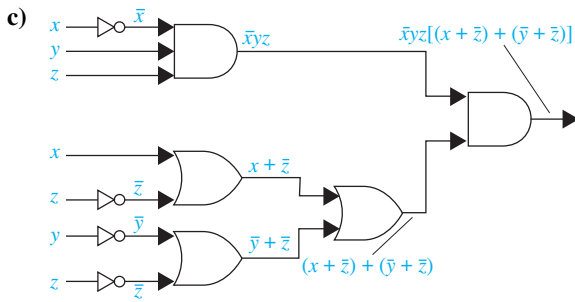 c)
x x̄
y
z
x̄yz
x̄yz[(x + z̄) + (ȳ + z̄)]
x
z z̄
x + z̄
y ȳ
z z̄
ȳ + z̄
(x + z̄) + (ȳ + z̄)